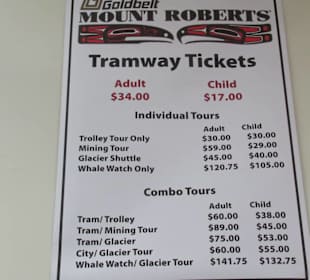 Goldbelt
MOUNT ROBERTS
Tramway Tickets
Adult Child
$34.00 $17.00
Individual Tours
Adult Child
Trolley Tour Only $30.00 $30.00
Mining Tour $59.00 $29.00
Glacier Shuttle $45.00 $40.00
Whale Watch Only $120.75 $105.00
Combo Tours
Adult Child
Tram/ Trolley $60.00 $38.00
Tram/ Mining Tour $89.00 $45.00
Tram/ Glacier $75.00 $53.00
City/ Glacier Tour $60.00 $55.00
Whale Watch/ Glacier Tour $141.75 $132.75